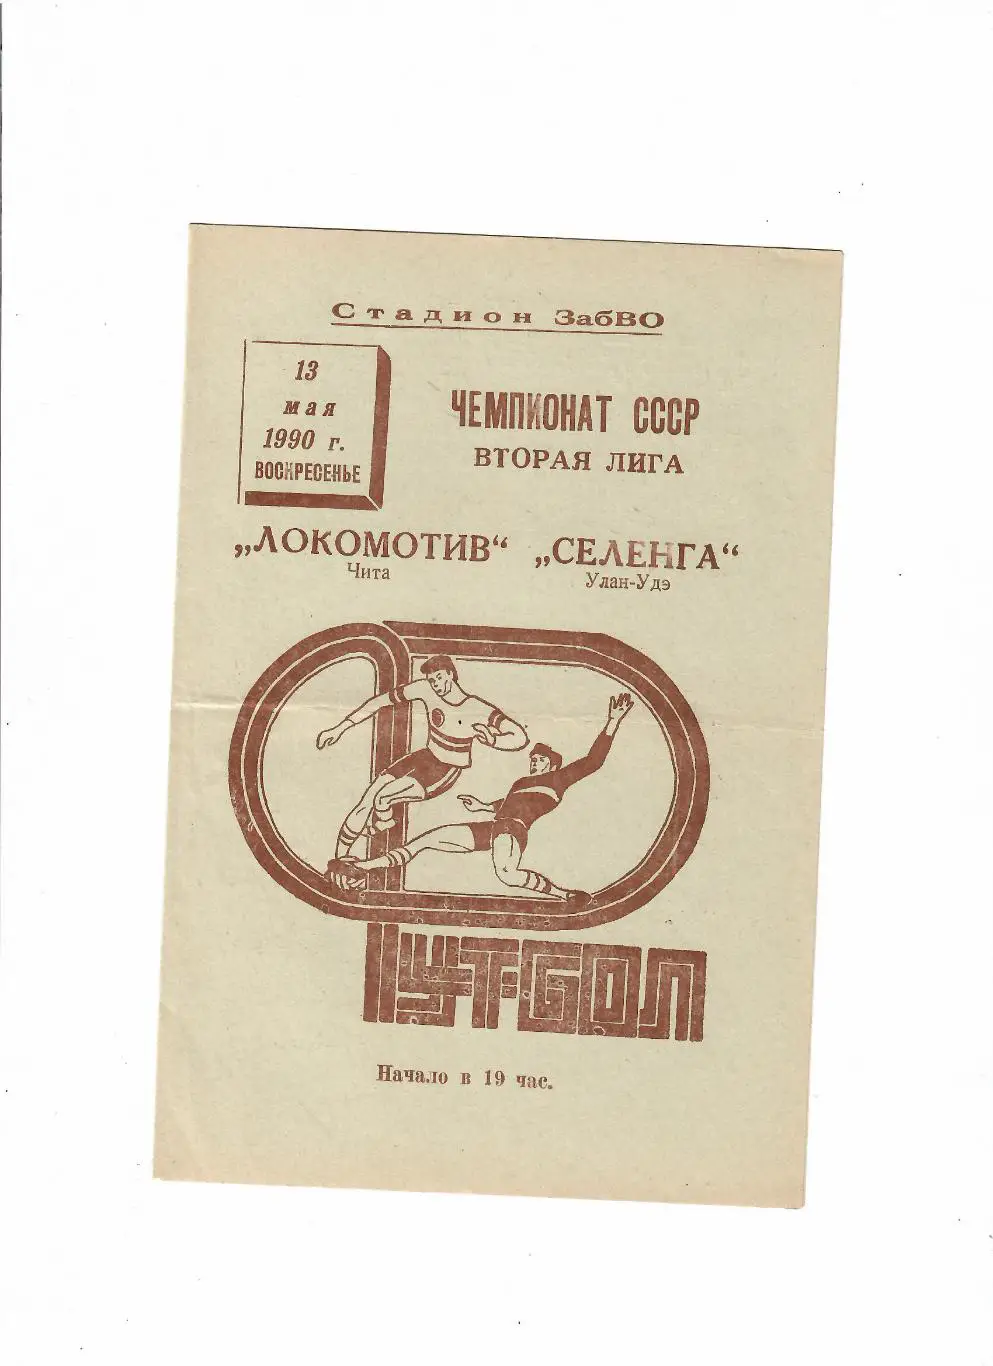 Стадион ЗабВО
13
мая
1990 г.
ВОСКРЕСЕНЬЕ
ЧЕМПИОНАТ СССР
ВТОРАЯ ЛИГА
„ЛОКОМОТИВ“ „СЕЛЕНГА“
Чита Улан-Удэ
ФУТБОЛ
Начало в 19 час.